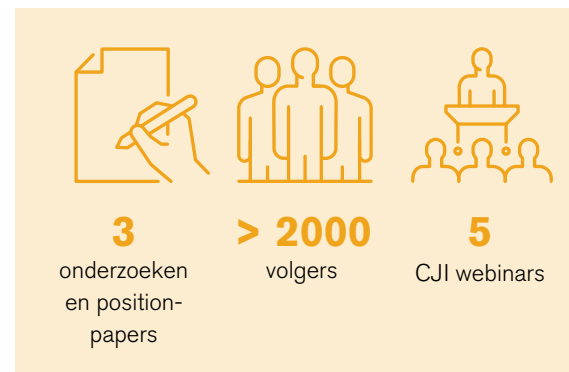 3
onderzoeken
en position-
papers
> 2000
volgers
5
CJI webinars